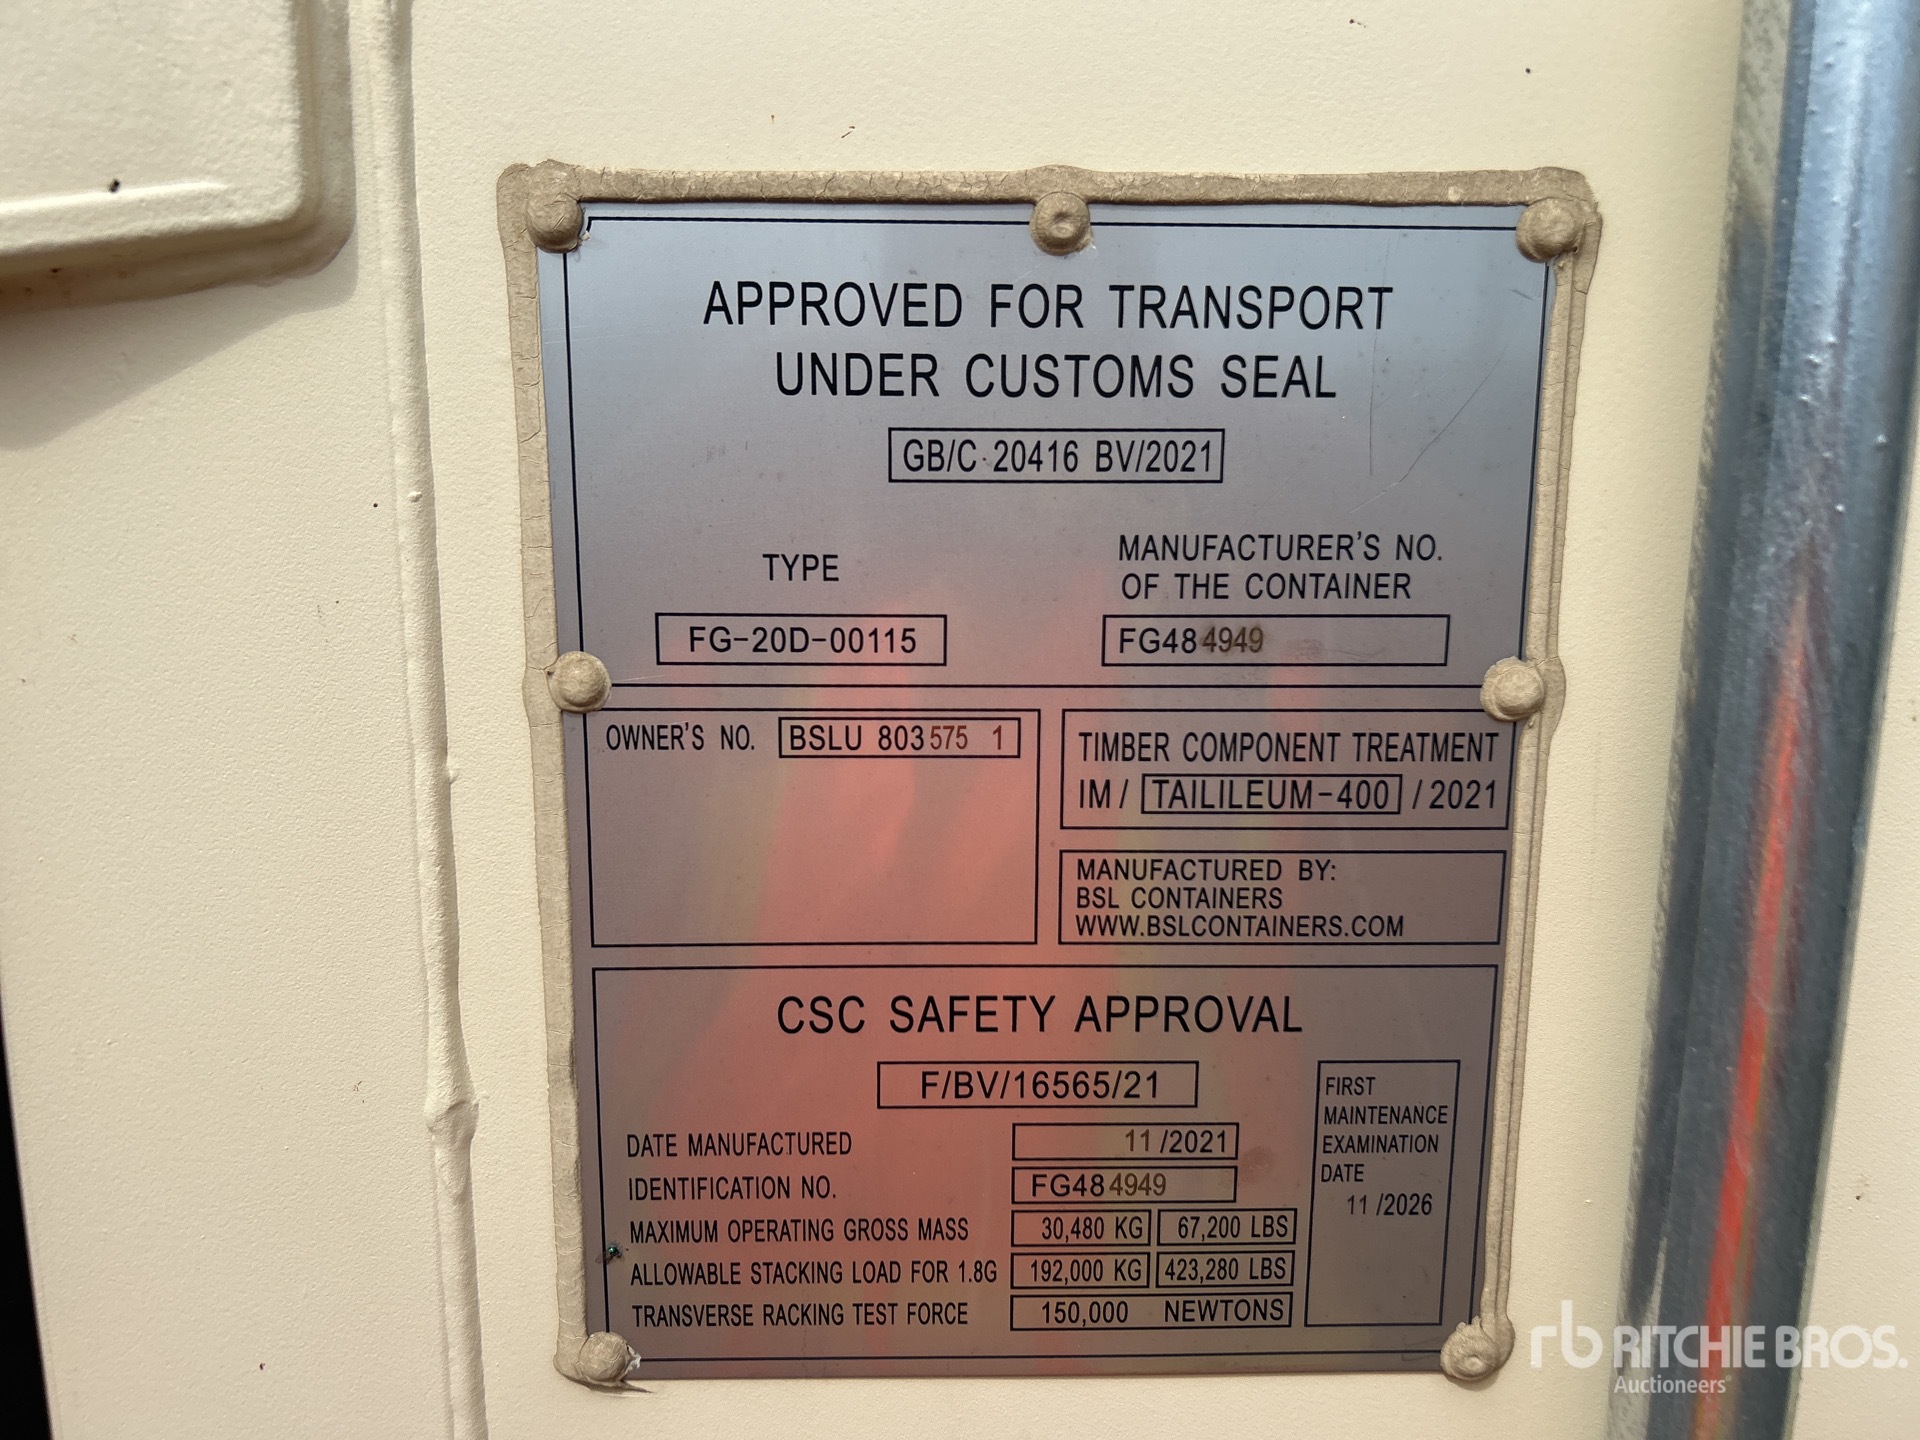 APPROVED FOR TRANSPORT
UNDER CUSTOMS SEAL
GB/C 20416 BV/2021
TYPE
FG-20D-00115
MANUFACTURER'S NO.
OF THE CONTAINER
FG484949
OWNER'S NO. BSLU 803575 1
TIMBER COMPONENT TREATMENT
IM / TAILILEUM-400 / 2021
MANUFACTURED BY:
BSL CONTAINERS
WWW.BSLCONTAINERS.COM
CSC SAFETY APPROVAL
F/BV/16565/21
DATE MANUFACTURED 11 /2021
IDENTIFICATION NO. FG484949
MAXIMUM OPERATING GROSS MASS 30,480 KG 67,200 LBS
ALLOWABLE STACKING LOAD FOR 1.8G 192,000 KG 423,280 LBS
TRANSVERSE RACKING TEST FORCE 150,000 NEWTONS
FIRST
MAINTENANCE
EXAMINATION
DATE
11 /2026
rb RITCHIE BROS.
Auctioneers